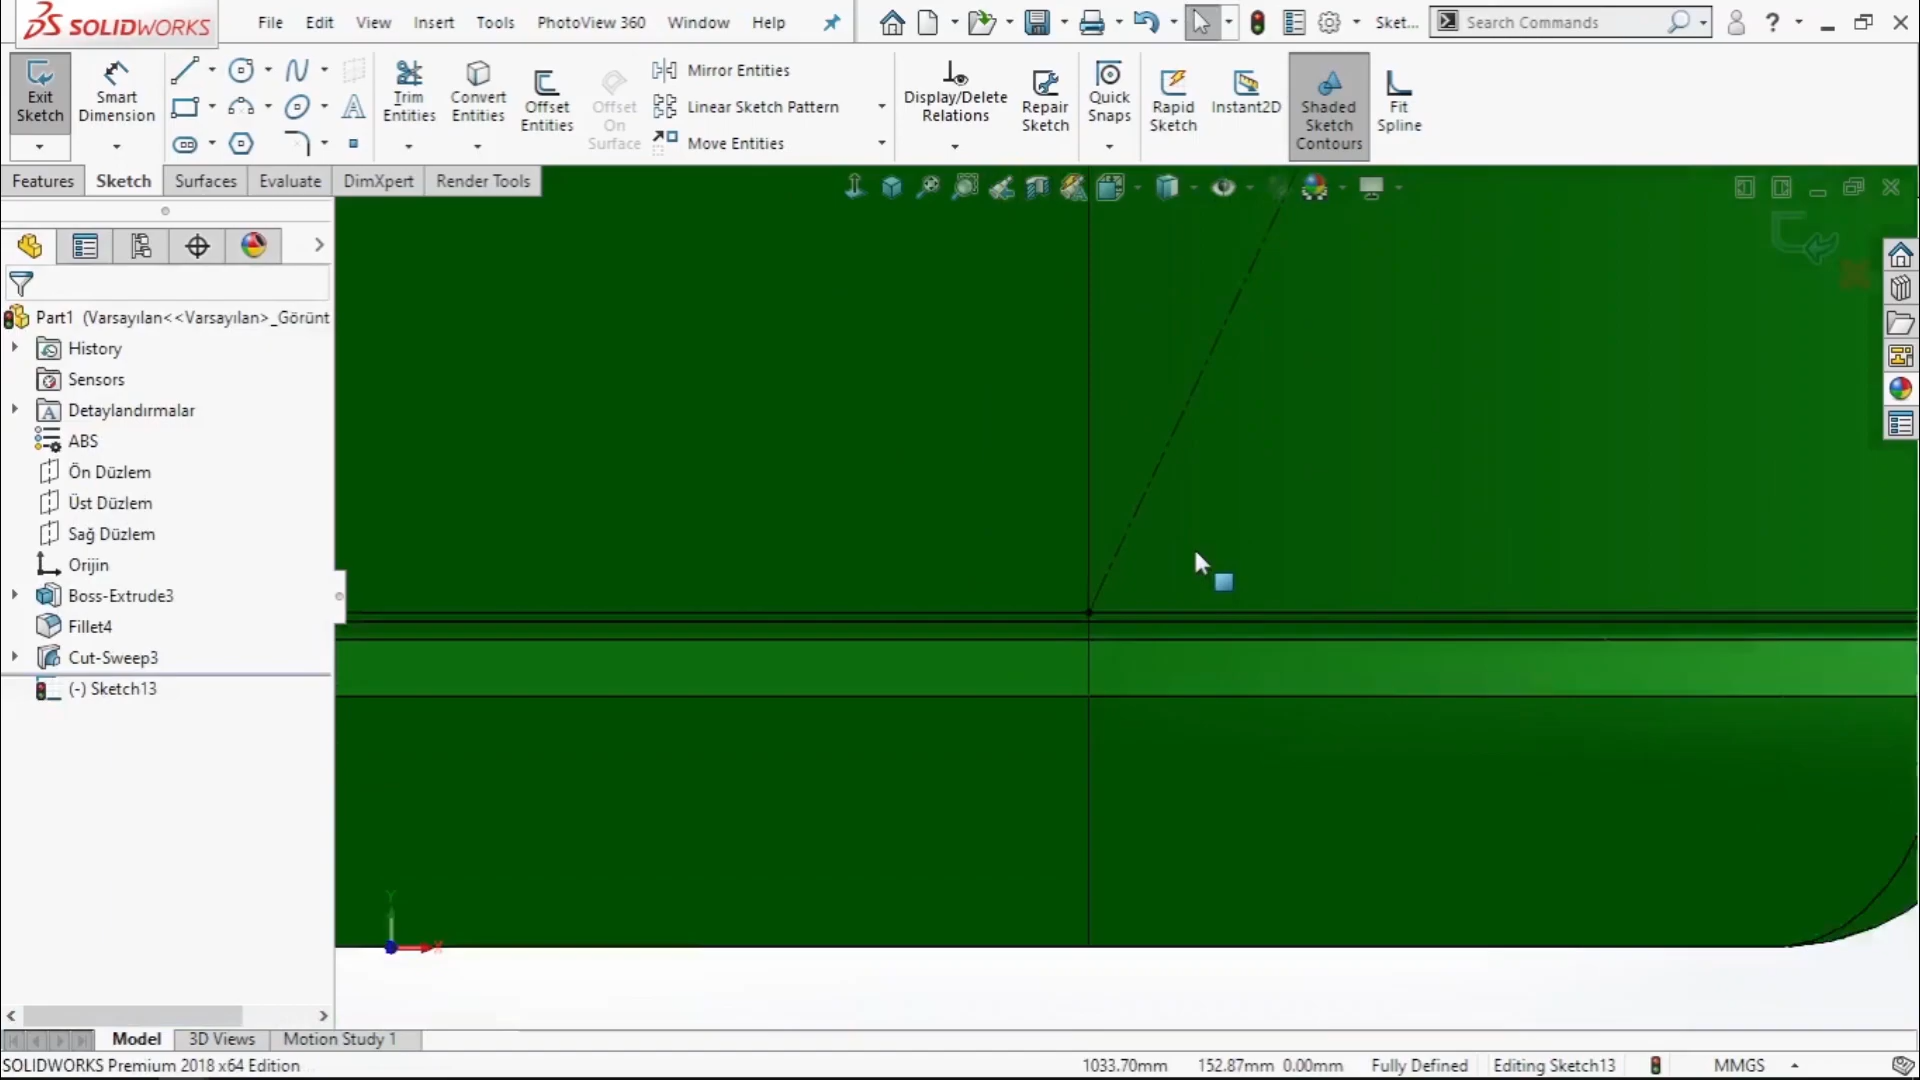 SOLIDWORKS
File Edit View Insert Tools PhotoView 360 Window Help
Sket...
Search Commands
Exit Sketch
Smart Dimension
Trim Entities
Convert Entities
Offset Entities
Offset On Surface
Mirror Entities
Linear Sketch Pattern
Move Entities
Display/Delete Relations
Repair Sketch
Quick Snaps
Rapid Sketch
Instant2D
Shaded Sketch Contours
Fit Spline
Features Sketch Surfaces Evaluate DimXpert Render Tools
Part1 (Varsayılan<<Varsayılan>_Görünt
History
Sensors
Detaylandırmalar
ABS
Ön Düzlem
Üst Düzlem
Sağ Düzlem
Orijin
Boss-Extrude3
Fillet4
Cut-Sweep3
(-) Sketch13
Y
X
Model 3D Views Motion Study 1
SOLIDWORKS Premium 2018 x64 Edition 1033.70mm 152.87mm 0.00mm Fully Defined Editing Sketch13 MMGS